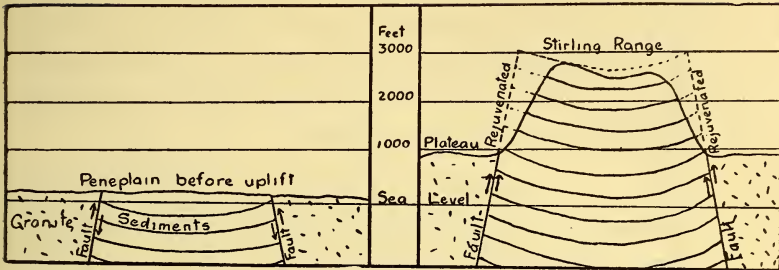 Peneplain before uplift
Granite
Sediments
Fault
Fault
Feet
3000
2000
1000
Sea
Stirling Range
Rejuvenated
Rejuvenated
Plateau
Level
Fault
Fault